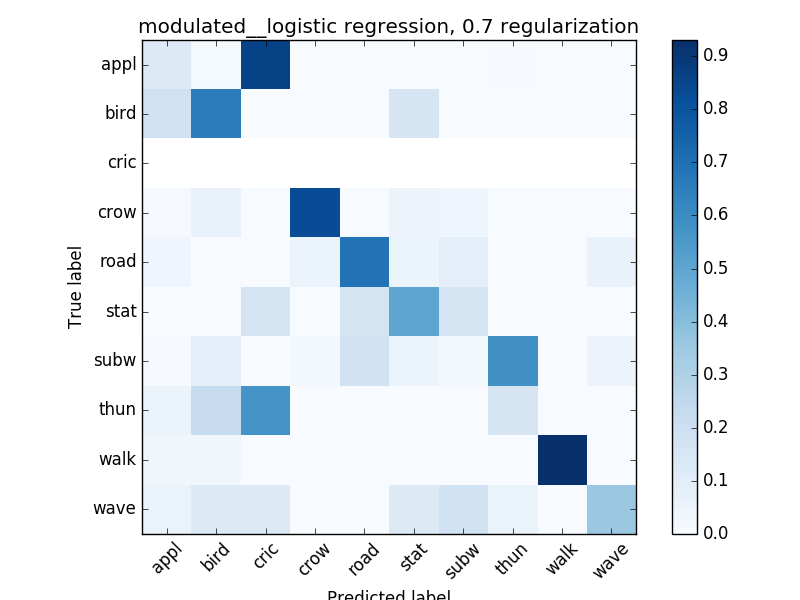 modulated__logistic regression, 0.7 regularization
appl
bird
cric
crow
road
stat
subw
thun
walk
wave
True label
appl bird cric crow road stat subw thun walk wave
Predicted label
0.9
0.8
0.7
0.6
0.5
0.4
0.3
0.2
0.1
0.0